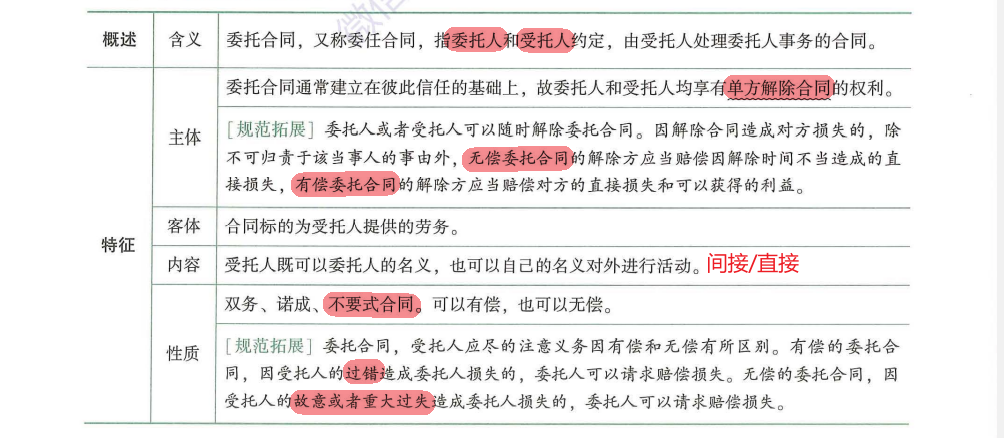 概述 含义 委托合同，又称委任合同，指委托人和受托人约定，由受托人处理委托人事务的合同。
特征
主体
委托合同通常建立在彼此信任的基础上，故委托人和受托人均享有单方解除合同的权利。
［规范拓展］委托人或者受托人可以随时解除委托合同。因解除合同造成对方损失的，除
不可归责于该当事人的事由外，无偿委托合同的解除方应当赔偿因解除时间不当造成的直
接损失，有偿委托合同的解除方应当赔偿对方的直接损失和可以获得的利益。
客体 合同标的为受托人提供的劳务。
内容 受托人既可以委托人的名义，也可以自己的名义对外进行活动。间接/直接
性质
双务、诺成、不要式合同。可以有偿，也可以无偿。
［规范拓展］委托合同，受托人应尽的注意义务因有偿和无偿有所区别。有偿的委托合
同，因受托人的过错造成委托人损失的，委托人可以请求赔偿损失。无偿的委托合同，因
受托人的故意或者重大过失造成委托人损失的，委托人可以请求赔偿损失。
微信